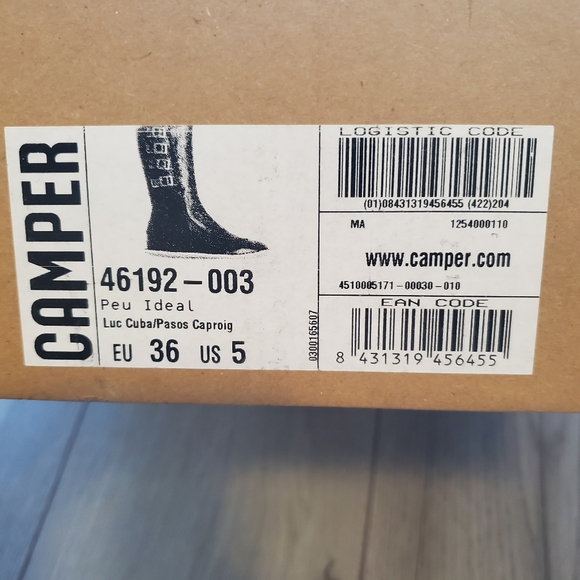 CAMPER
46192-003
Peu Ideal
Luc Cuba/Pasos Caproig
EU 36 US 5
0300165607
LOGISTIC CODE
(01)08431319456455 (422)204
MA 1254000110
www.camper.com
4510005171-00030-010
EAN CODE
8 431319 456455